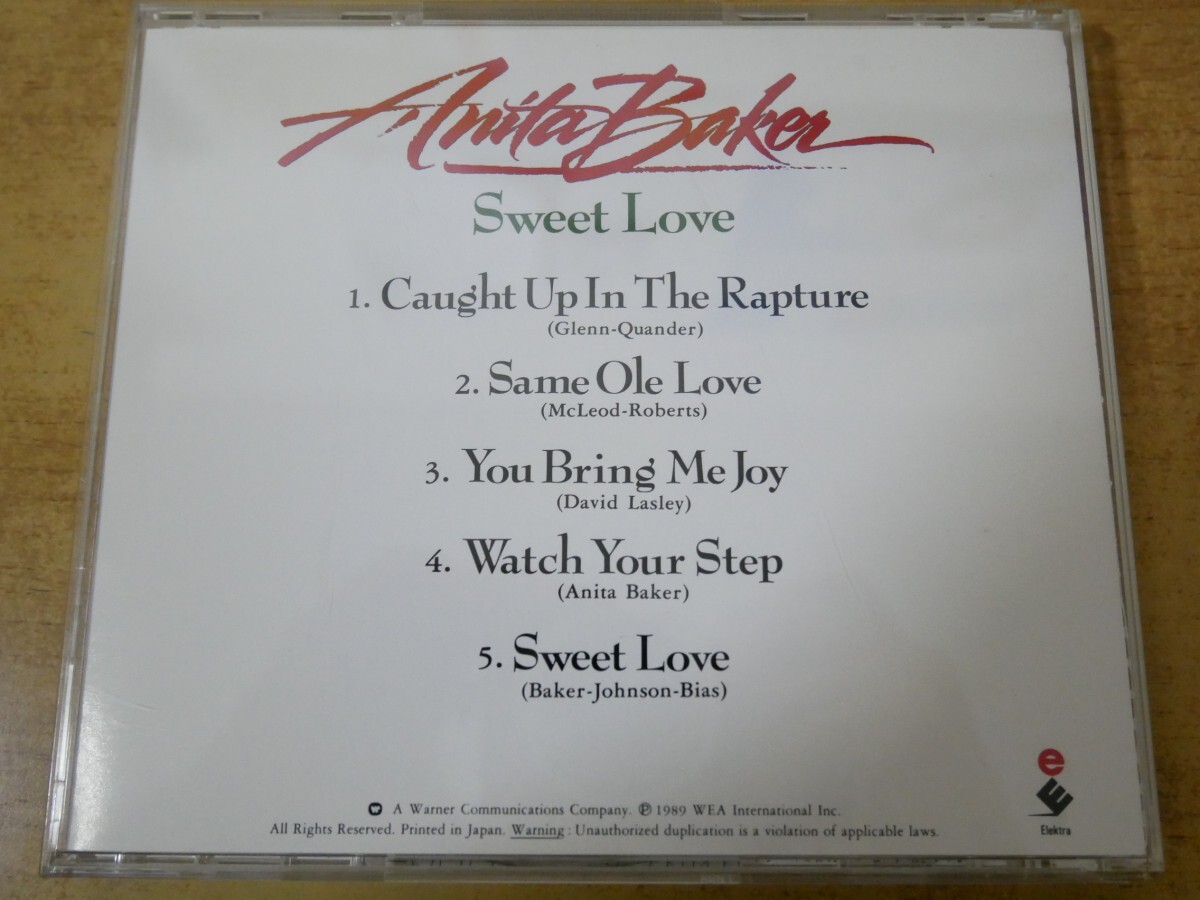 Anita Baker
Sweet Love
1. Caught Up In The Rapture
(Glenn-Quander)
2. Same Ole Love
(McLeod-Roberts)
3. You Bring Me Joy
(David Lasley)
4. Watch Your Step
(Anita Baker)
5. Sweet Love
(Baker-Johnson-Bias)
A Warner Communications Company. ℗ 1989 WEA International Inc.
All Rights Reserved. Printed in Japan. Warning : Unauthorized duplication is a violation of applicable laws.
e
Elektra